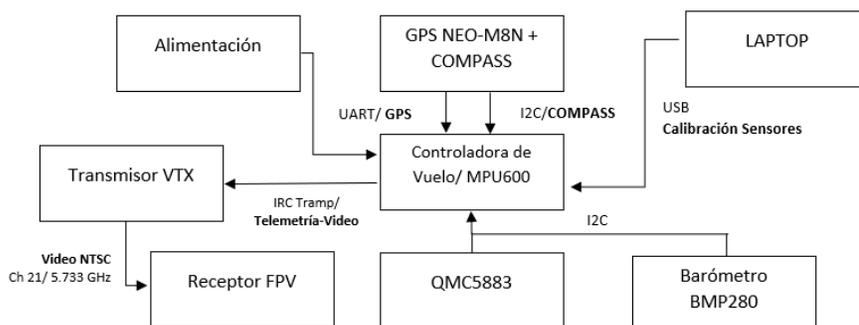 Alimentación
GPS NEO-M8N +
COMPASS
LAPTOP
UART/ GPS
I2C/COMPASS
USB
Calibración Sensores
Controladora de
Vuelo/ MPU600
Transmisor VTX
IRC Tramp/
Telemetría-Video
I2C
Video NTSC
Ch 21/ 5.733 GHz
Receptor FPV
QMC5883
Barómetro
BMP280